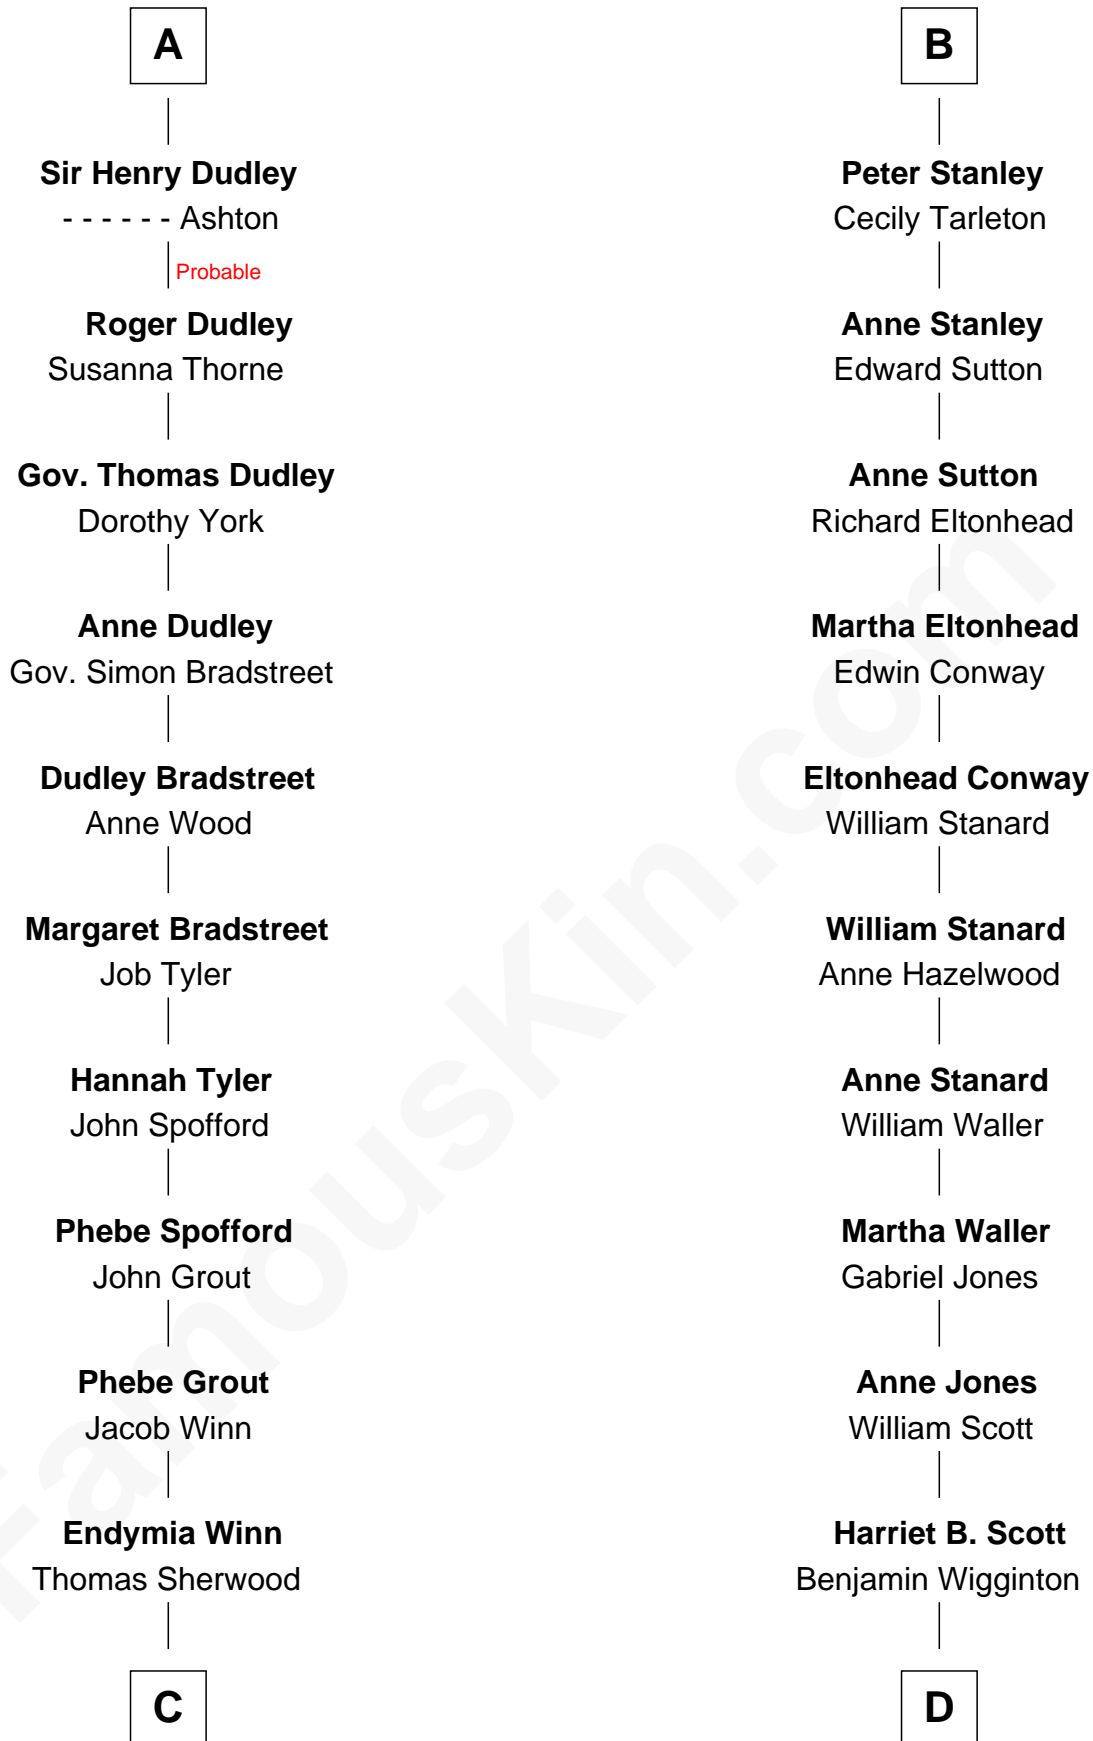 A
Sir Henry Dudley
- - - - - - Ashton
Probable
Roger Dudley
Susanna Thorne
Gov. Thomas Dudley
Dorothy York
Anne Dudley
Gov. Simon Bradstreet
Dudley Bradstreet
Anne Wood
Margaret Bradstreet
Job Tyler
Hannah Tyler
John Spofford
Phebe Spofford
John Grout
Phebe Grout
Jacob Winn
Endymia Winn
Thomas Sherwood
C
B
Peter Stanley
Cecily Tarleton
Anne Stanley
Edward Sutton
Anne Sutton
Richard Eltonhead
Martha Eltonhead
Edwin Conway
Eltonhead Conway
William Stanard
William Stanard
Anne Hazelwood
Anne Stanard
William Waller
Martha Waller
Gabriel Jones
Anne Jones
William Scott
Harriet B. Scott
Benjamin Wigginton
D
FamousKin.com